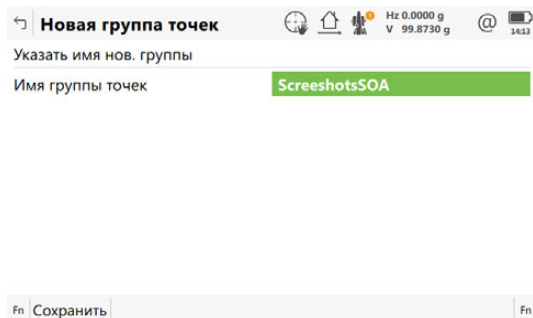 Новая группа точек
Hz 0.0000 g
V 99.8730 g
@
14:13
Указать имя нов. группы
Имя группы точек ScreeshotsSOA
Fn Сохранить Fn